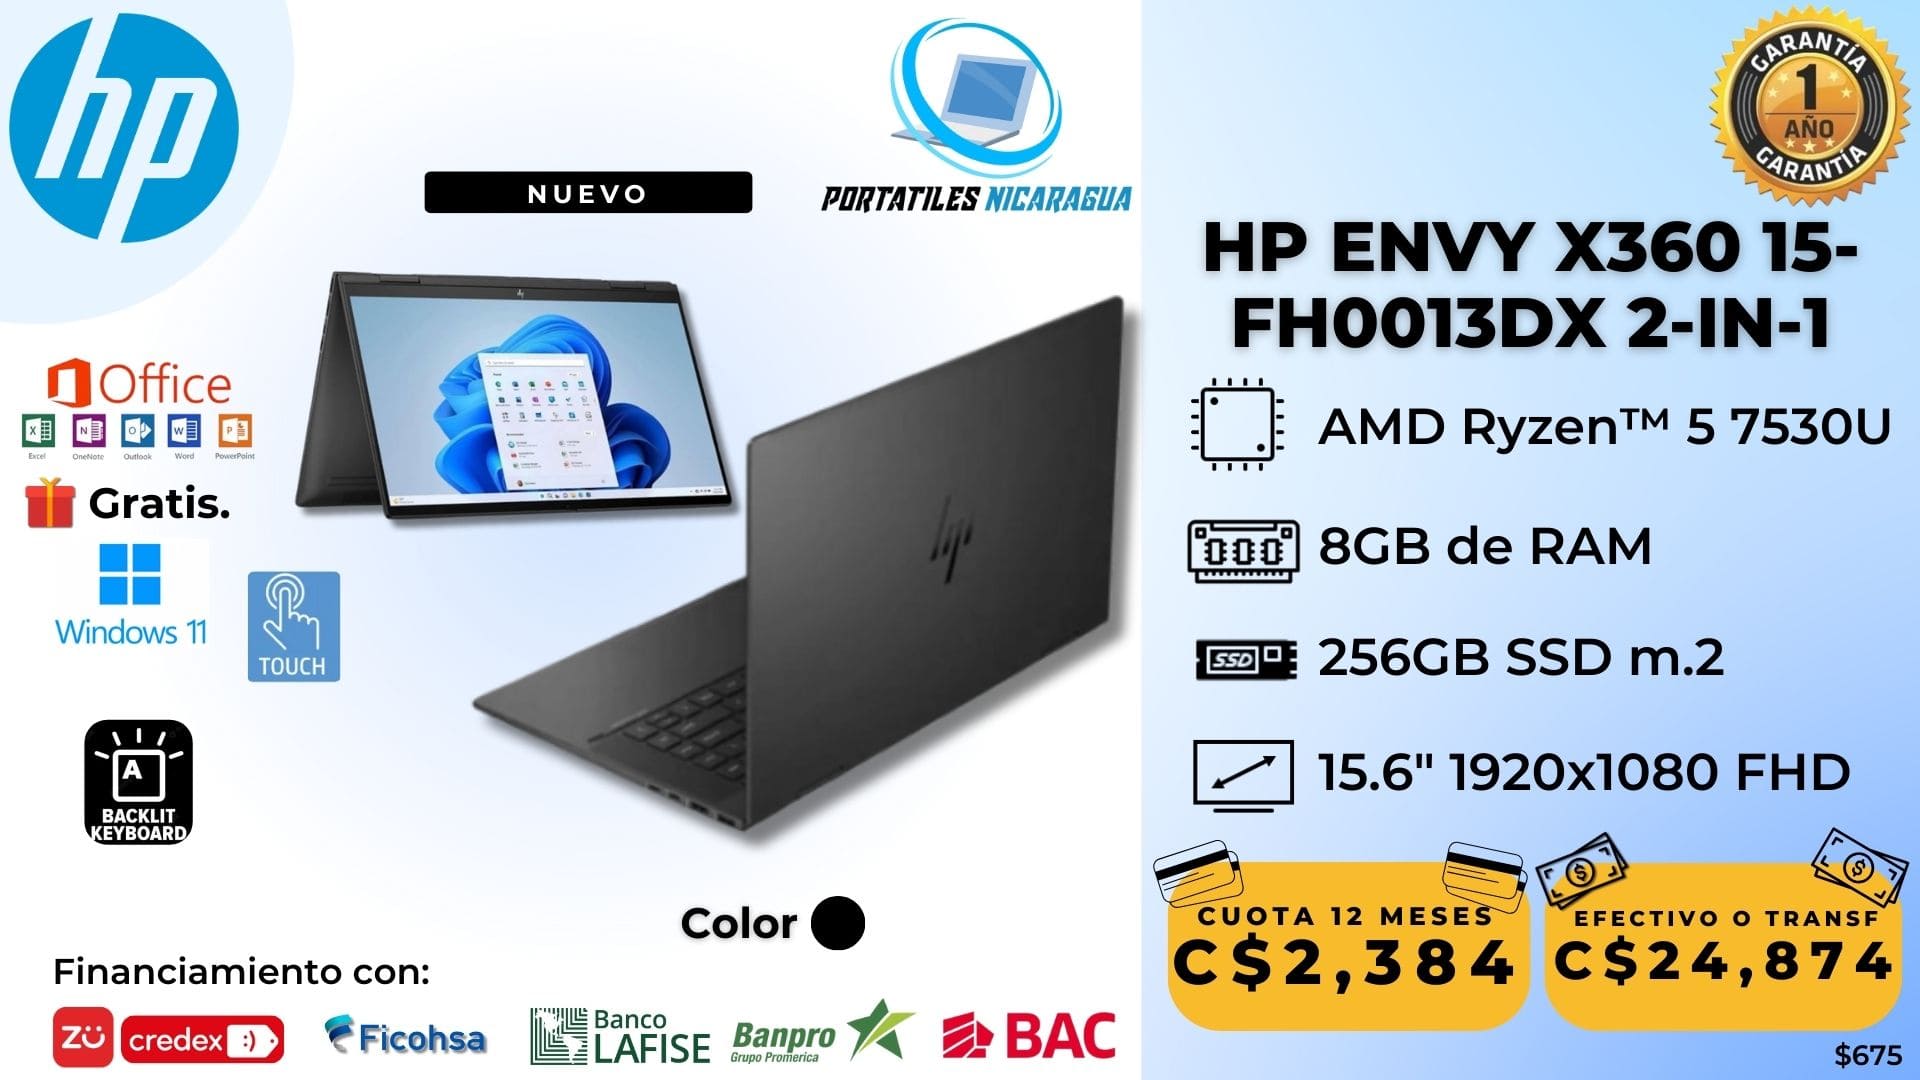 hp
NUEVO
PORTATILES NICARAGUA
GARANTÍA
1
AÑO
GARANTÍA
HP ENVY X360 15-
FH0013DX 2-IN-1
AMD Ryzen™ 5 7530U
8GB de RAM
SSD
256GB SSD m.2
15.6" 1920x1080 FHD
Office
Excel OneNote Outlook Word PowerPoint
Gratis.
Windows 11
TOUCH
A
BACKLIT
KEYBOARD
Color
Financiamiento con:
ZU
credex :)
Ficohsa
Banco
LAFISE
Banpro
Grupo Promerica
BAC
CUOTA 12 MESES
C$2,384
EFECTIVO O TRANSF
C$24,874
$675